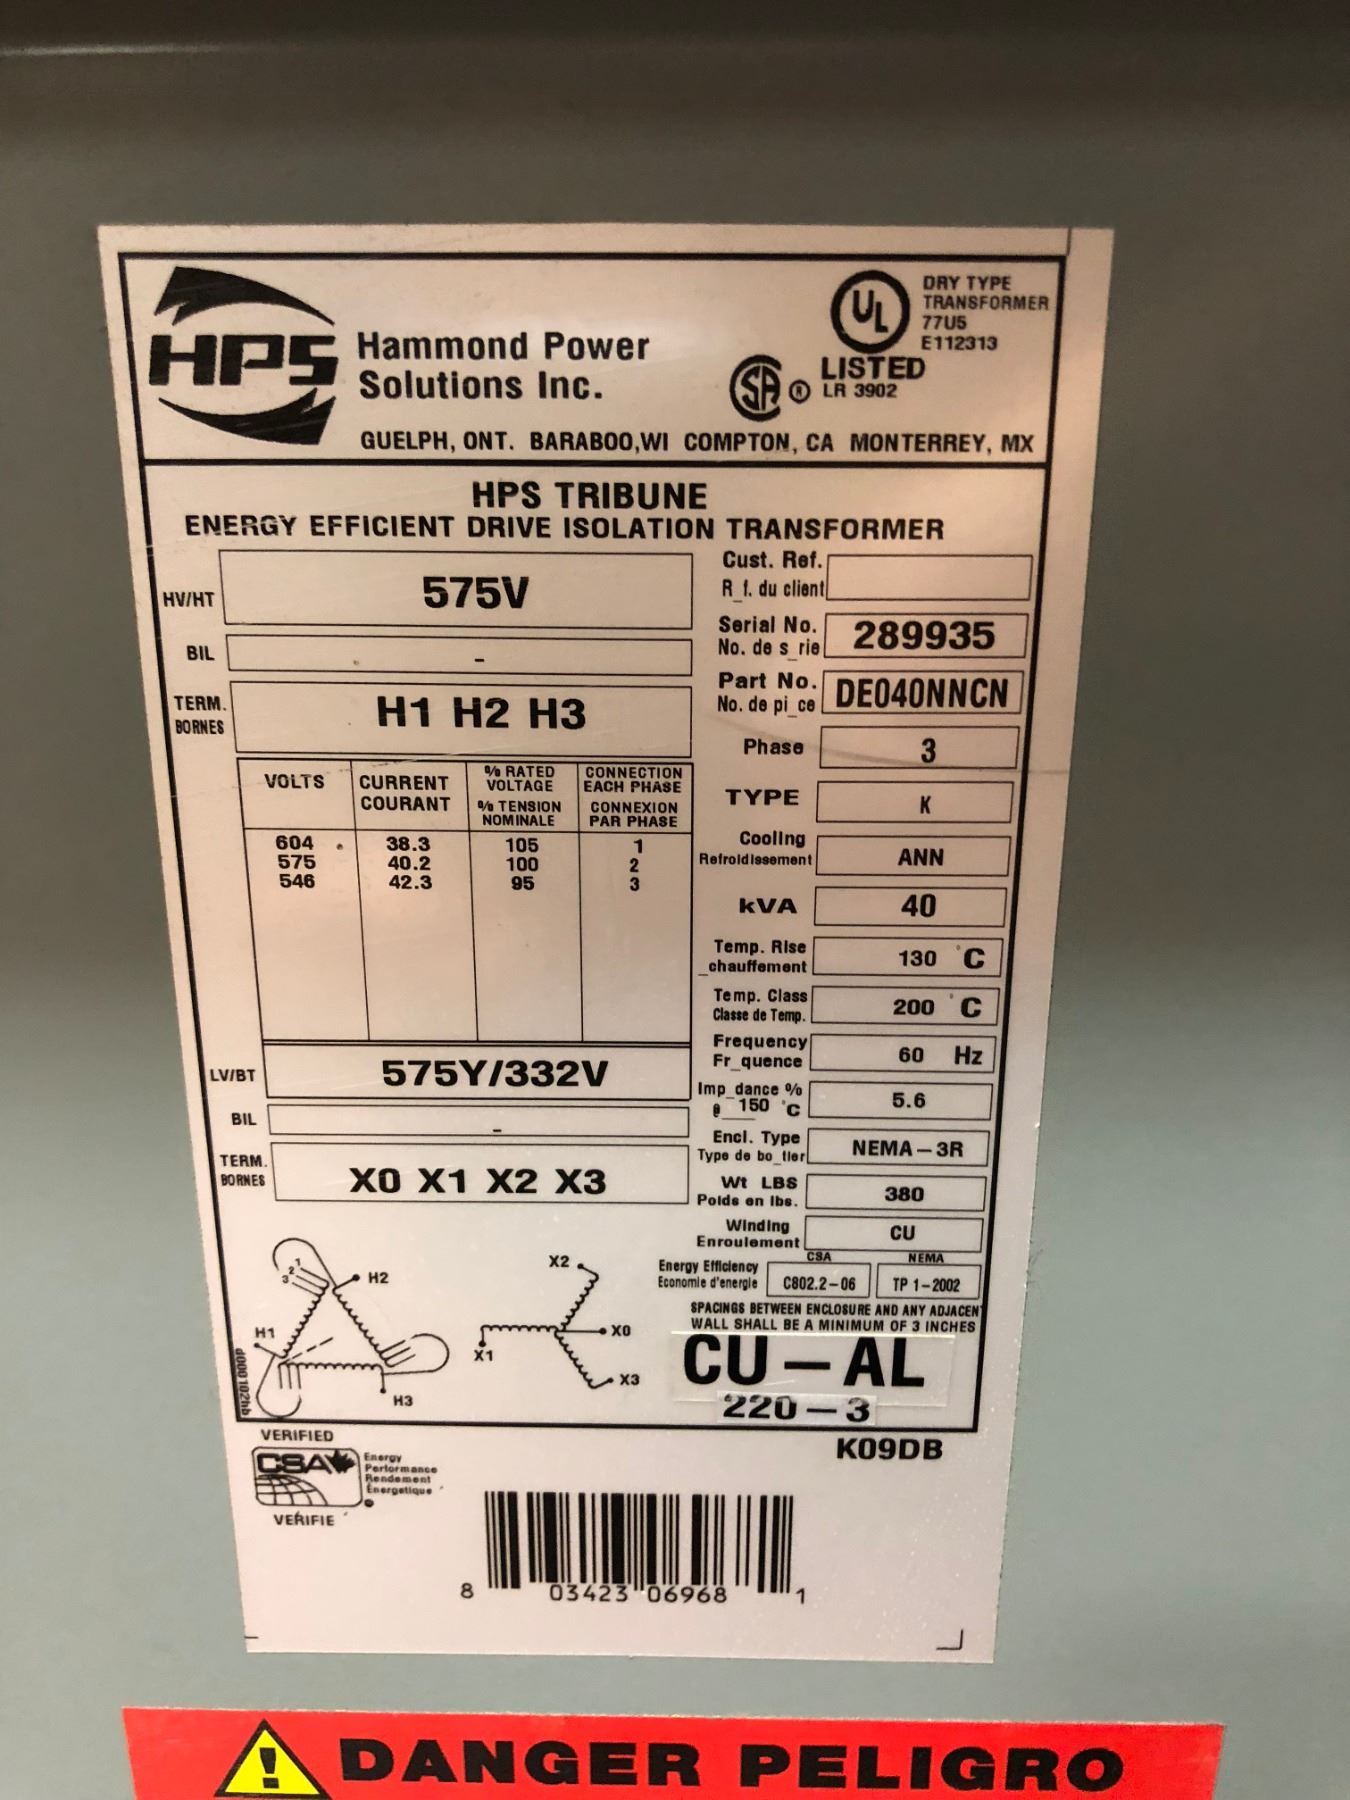 HPS
Hammond Power
Solutions Inc.
UL
DRY TYPE
TRANSFORMER
77U5
E112313
LISTED
SA ® LR 3902
GUELPH, ONT. BARABOO,WI COMPTON, CA MONTERREY, MX
HPS TRIBUNE
ENERGY EFFICIENT DRIVE ISOLATION TRANSFORMER
HV/HT 575V
BIL -
TERM.
BORNES
H1 H2 H3
VOLTS CURRENT COURANT % RATED VOLTAGE % TENSION NOMINALE CONNECTION EACH PHASE CONNEXION PAR PHASE
604 38.3 105 1
575 40.2 100 2
546 42.3 95 3
LV/BT 575Y/332V
BIL -
TERM.
BORNES
X0 X1 X2 X3
Cust. Ref.
R_f. du client
Serial No.
No. de s_rie
289935
Part No.
No. de pi_ce
DE040NNCN
Phase 3
TYPE K
Cooling
Refroidissement
ANN
kVA 40
Temp. Rise
_chauffement
130 °C
Temp. Class
Classe de Temp.
200 °C
Frequency
Fr_quence
60 Hz
Imp_dance %
@ 150 °C
5.6
Encl. Type
Type de bo_tier
NEMA-3R
Wt LBS
Poids en lbs.
380
Winding
Enroulement
CU
CSA NEMA
Energy Efficiency
Economie d'energie
C802.2-06 TP 1-2002
SPACINGS BETWEEN ENCLOSURE AND ANY ADJACENT
WALL SHALL BE A MINIMUM OF 3 INCHES
CU-AL
220-3
1
2
3
H2
H1
H3
X2
X0
X1
X3
d000102hb
K09DB
VERIFIED
CSA
Energy
Performance
Rendement
Énergetique
VERIFIE
8 03423 06968 1
DANGER PELIGRO